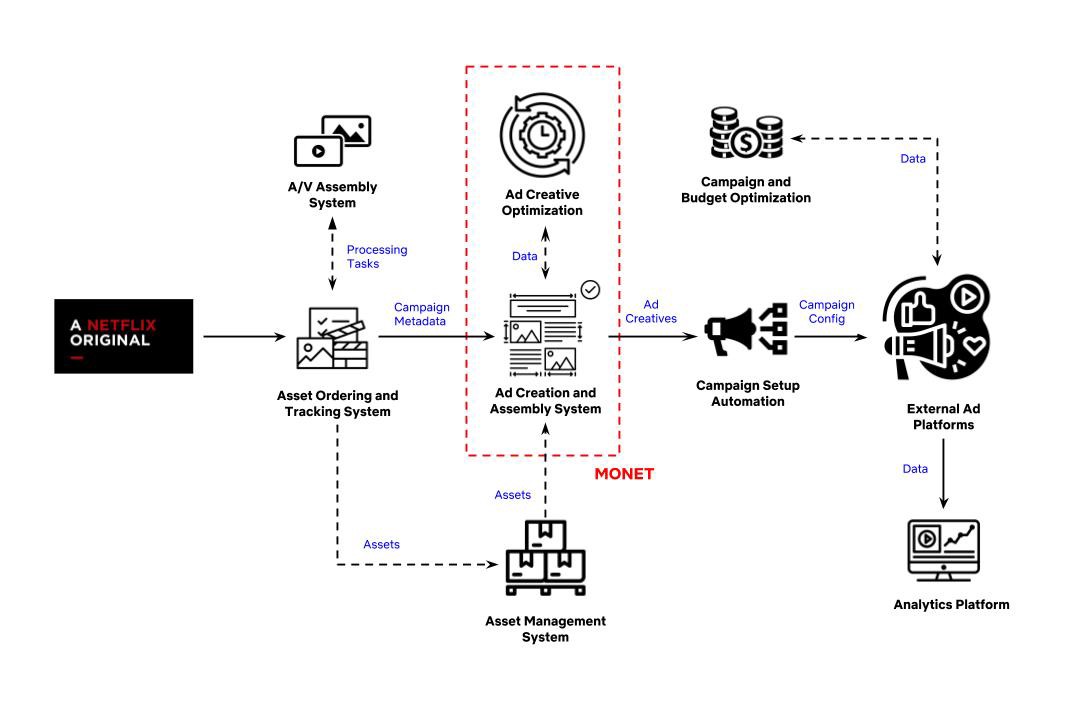 A/V Assembly
System
Ad Creative
Optimization
Campaign and
Budget Optimization
Data
Processing
Tasks
Data
A NETFLIX
ORIGINAL
Campaign
Metadata
Ad
Creatives
Campaign
Config
Asset Ordering and
Tracking System
Ad Creation and
Assembly System
Campaign Setup
Automation
External Ad
Platforms
MONET
Data
Assets
Assets
Asset Management
System
Analytics Platform